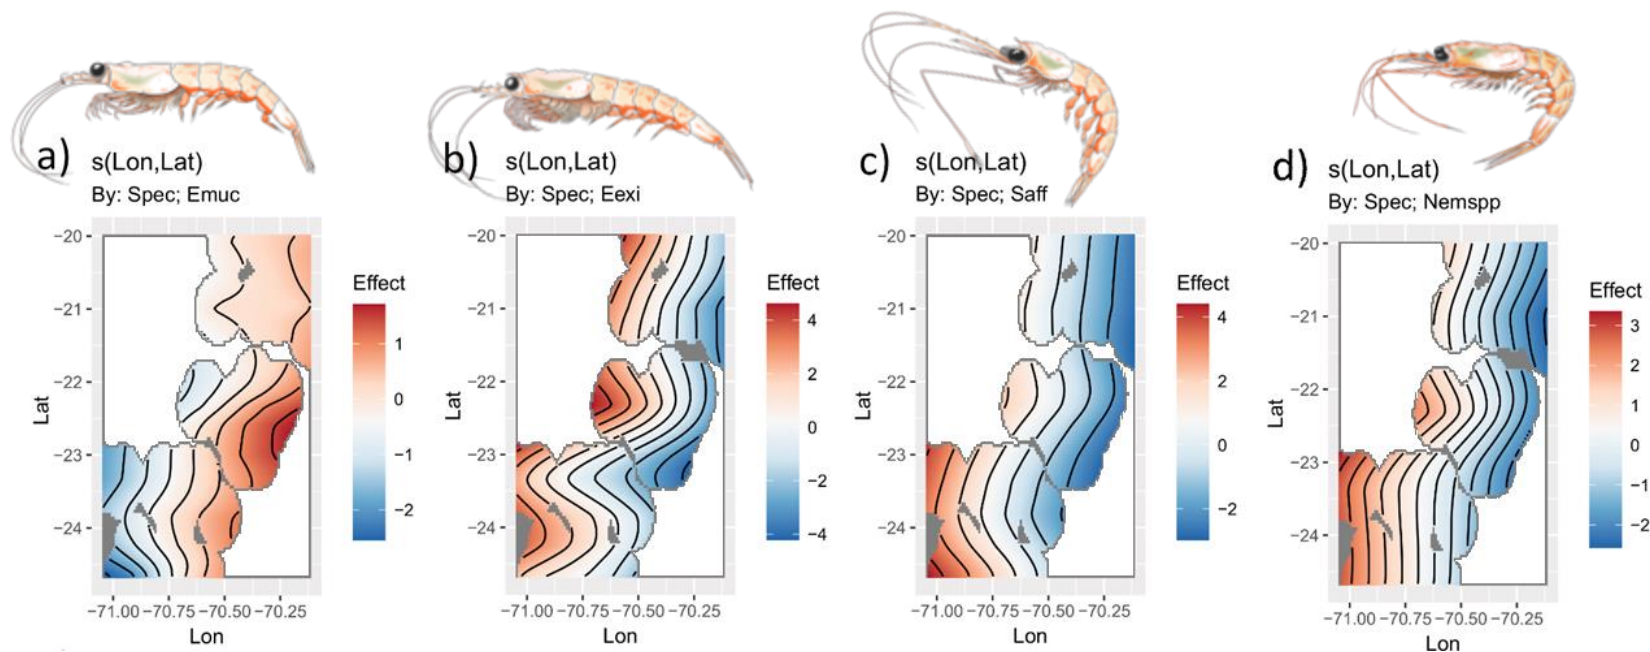 a) s(Lon,Lat)
By: Spec; Emuc
−20
−21
−22
−23
−24
Lat
−71.00 −70.75 −70.50 −70.25
Lon
Effect
1
0
−1
−2
b) s(Lon,Lat)
By: Spec; Eexi
−20
−21
−22
−23
−24
Lat
−71.00 −70.75 −70.50 −70.25
Lon
Effect
4
2
0
−2
−4
c) s(Lon,Lat)
By: Spec; Saff
−20
−21
−22
−23
−24
Lat
−71.00 −70.75 −70.50 −70.25
Lon
Effect
4
2
0
−2
d) s(Lon,Lat)
By: Spec; Nemspp
−20
−21
−22
−23
−24
Lat
−71.00 −70.75 −70.50 −70.25
Lon
Effect
3
2
1
0
−1
−2